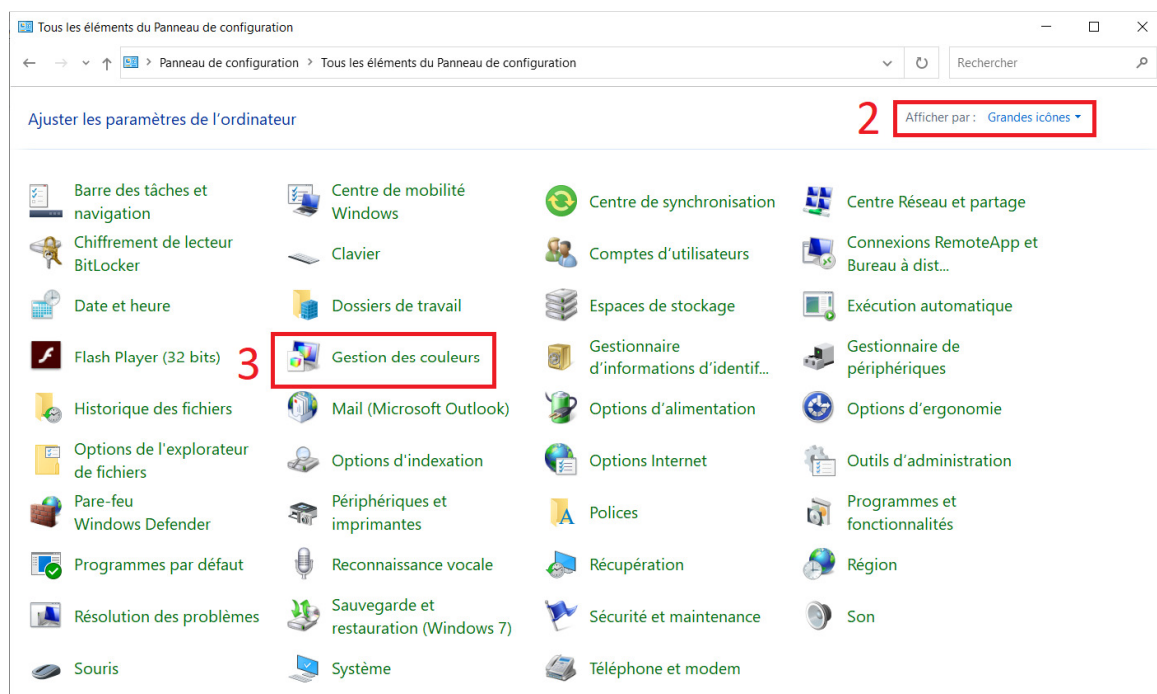 Tous les éléments du Panneau de configuration
Panneau de configuration > Tous les éléments du Panneau de configuration
Rechercher
Ajuster les paramètres de l’ordinateur
2
Afficher par : Grandes icônes
Barre des tâches et
navigation
Centre de mobilité
Windows
Centre de synchronisation
Centre Réseau et partage
Chiffrement de lecteur
BitLocker
Clavier
Comptes d’utilisateurs
Connexions RemoteApp et
Bureau à dist...
Date et heure
Dossiers de travail
Espaces de stockage
Exécution automatique
Flash Player (32 bits)
3
Gestion des couleurs
Gestionnaire
d’informations d’identif...
Gestionnaire de
périphériques
Historique des fichiers
Mail (Microsoft Outlook)
Options d’alimentation
Options d’ergonomie
Options de l'explorateur
de fichiers
Options d'indexation
Options Internet
Outils d’administration
Pare-feu
Windows Defender
Périphériques et
imprimantes
Polices
Programmes et
fonctionnalités
Programmes par défaut
Reconnaissance vocale
Récupération
Région
Résolution des problèmes
Sauvegarde et
restauration (Windows 7)
Sécurité et maintenance
Son
Souris
Système
Téléphone et modem